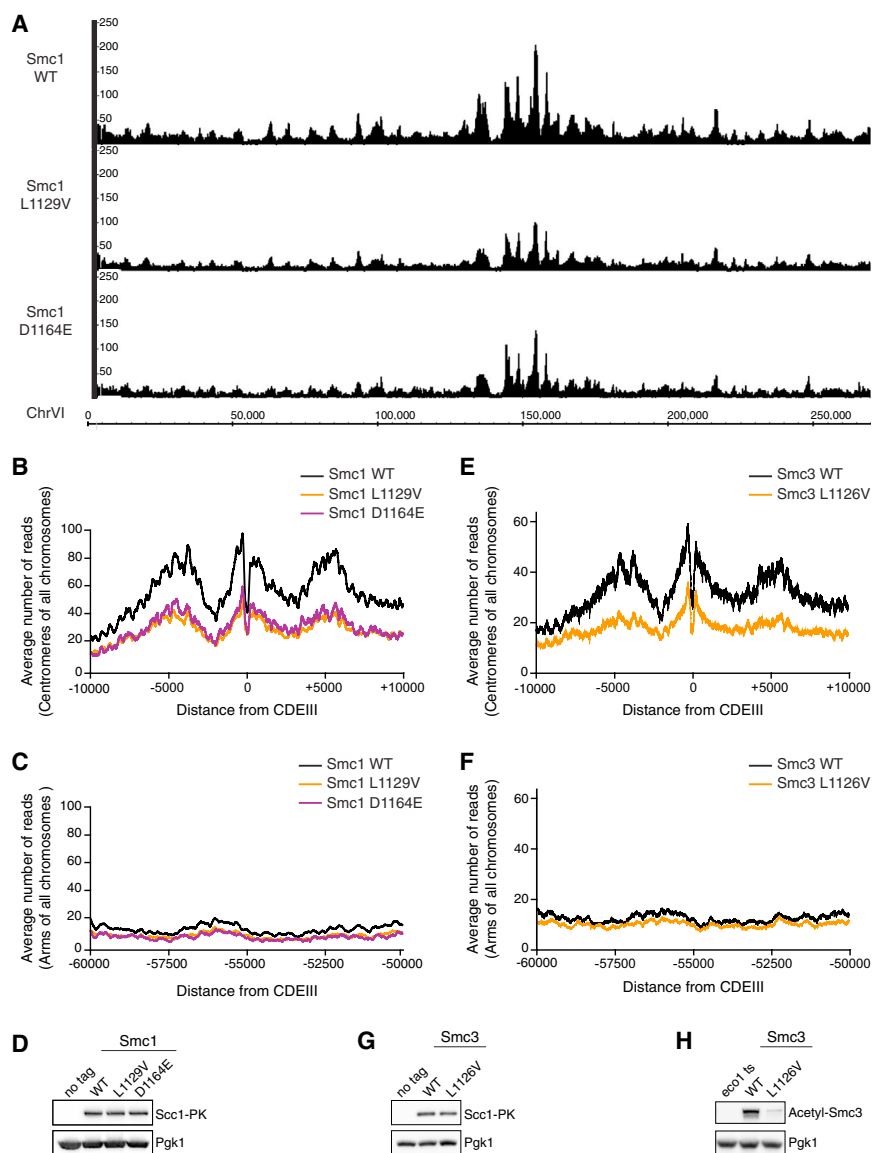 A
Smc1
WT
250
200
150
100
50
Smc1
L1129V
250
200
150
100
50
Smc1
D1164E
250
200
150
100
50
ChrVI
0 50,000 100,000 150,000 200,000 250,000
B
Smc1 WT
Smc1 L1129V
Smc1 D1164E
Average number of reads
(Centromeries of all chromosomes)
100
80
60
40
20
0
-10000 -5000 0 +5000 +10000
Distance from CDEIII
E
Smc3 WT
Smc3 L1126V
Average number of reads
(Centromeres of all chromosomes)
60
40
20
0
-10000 -5000 0 +5000 +10000
Distance from CDEIII
C
Smc1 WT
Smc1 L1129V
Smc1 D1164E
Average number of reads
(Arms of all chromosomes )
100
80
60
40
20
0
-60000 -57500 -55000 -52500 -50000
Distance from CDEIII
F
Smc3 WT
Smc3 L1126V
Average number of reads
(Arms of all chromosomes)
60
40
20
0
-60000 -57500 -55000 -52500 -50000
Distance from CDEIII
D
Smc1
no tag WT L1129V D1164E
Scc1-PK
Pgk1
G
Smc3
no tag WT L1126V
Scc1-PK
Pgk1
H
Smc3
eco1 ts WT L1126V
Acetyl-Smc3
Pgk1